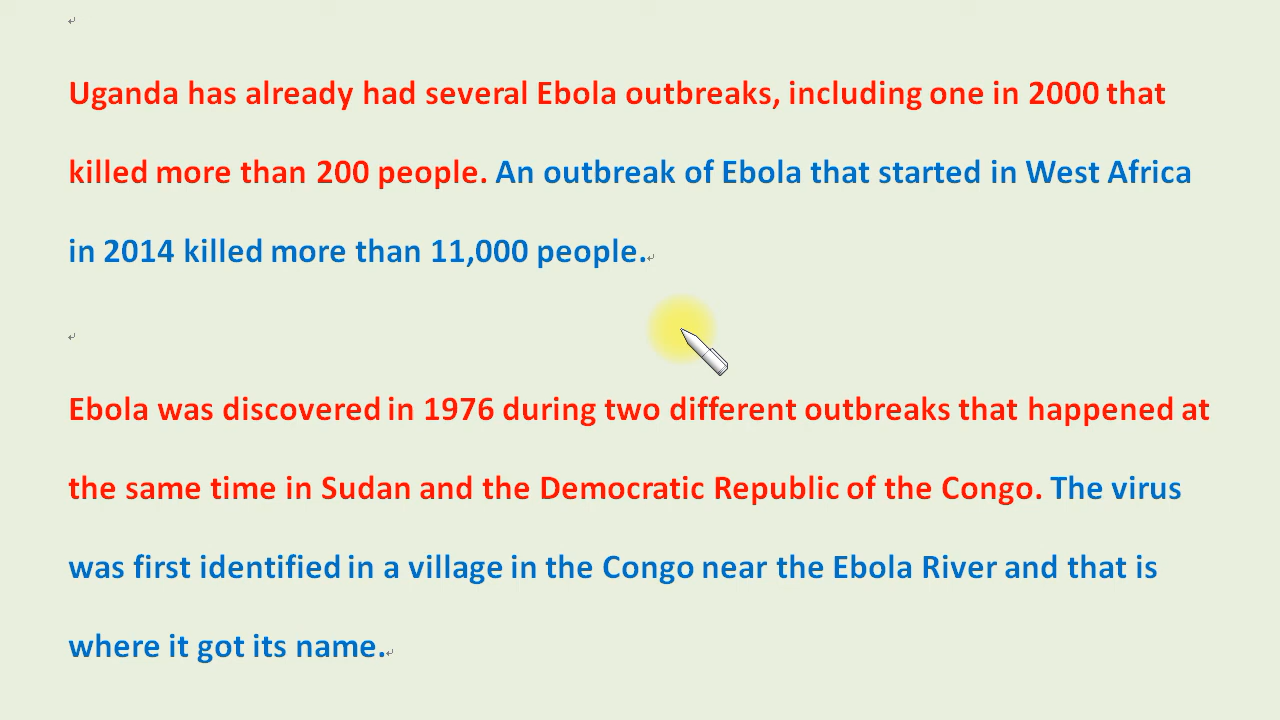 Uganda has already had several Ebola outbreaks, including one in 2000 that
killed more than 200 people. An outbreak of Ebola that started in West Africa
in 2014 killed more than 11,000 people.
Ebola was discovered in 1976 during two different outbreaks that happened at
the same time in Sudan and the Democratic Republic of the Congo. The virus
was first identified in a village in the Congo near the Ebola River and that is
where it got its name.